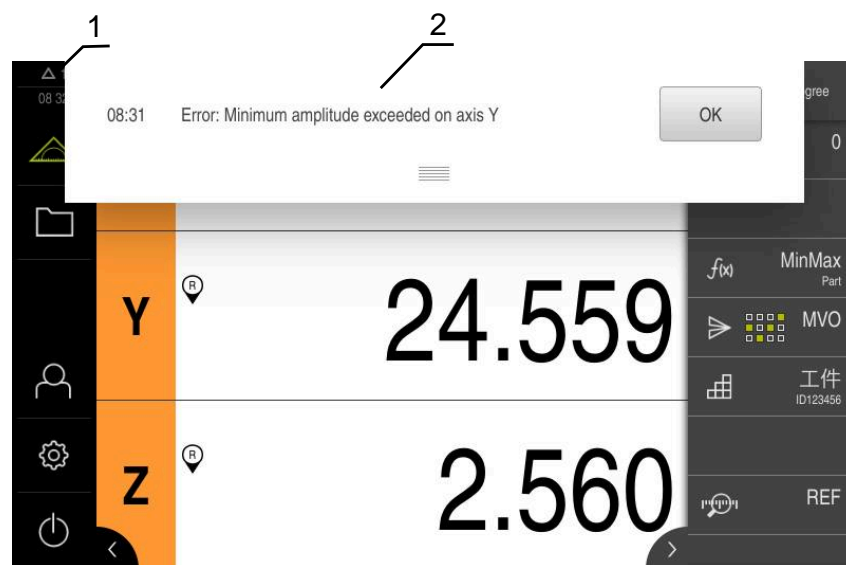 1
2
08:31 Error: Minimum amplitude exceeded on axis Y
OK
gree
0
Y
R
24.559
f(x)
MinMax
Part
MVO
工件
ID123456
Z
R
2.560
REF